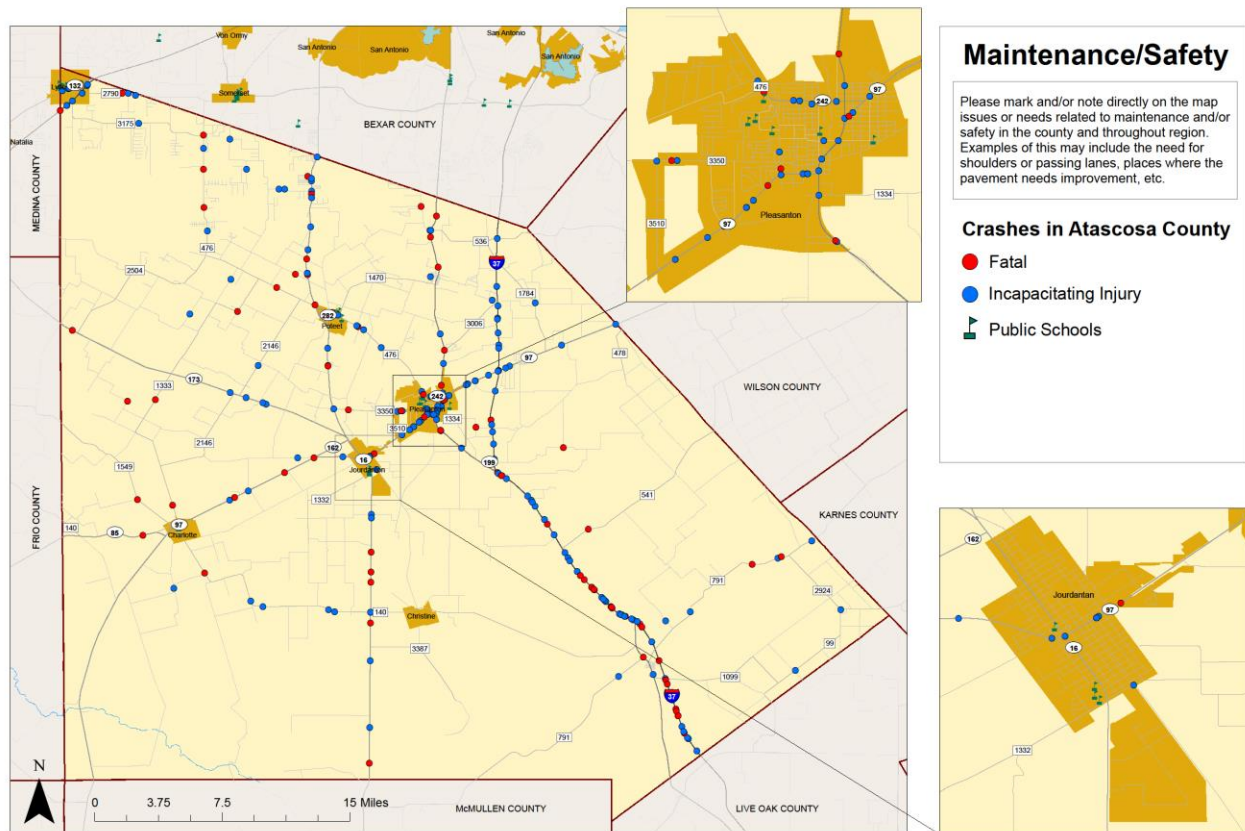 Maintenance/Safety
Please mark and/or note directly on the map
issues or needs related to maintenance and/or
safety in the county and throughout region.
Examples of this may include the need for
shoulders or passing lanes, places where the
pavement needs improvement, etc.
Crashes in Atascosa County
Fatal
Incapacitating Injury
Public Schools
Von Ormy
San Antonio
San Antonio
San Antonio
San Antonio
Somerset
132
2790
3175
Natalia
BEXAR COUNTY
MEDINA COUNTY
476
2504
536
37
1470
1784
282
Poteet
3006
2146
476
97
478
173
1333
242
Pleasanton
3350
3510
1334
WILSON COUNTY
2146
162
16
Jourdanton
199
1549
1332
541
FRIO COUNTY
140
85
97
Charlotte
KARNES COUNTY
791
2924
140
Christine
99
3387
1099
37
791
N
0 3.75 7.5 15 Miles
McMULLEN COUNTY
LIVE OAK COUNTY
476
242
97
3350
1334
3510
97
Pleasanton
162
Jourdantan
97
16
1332